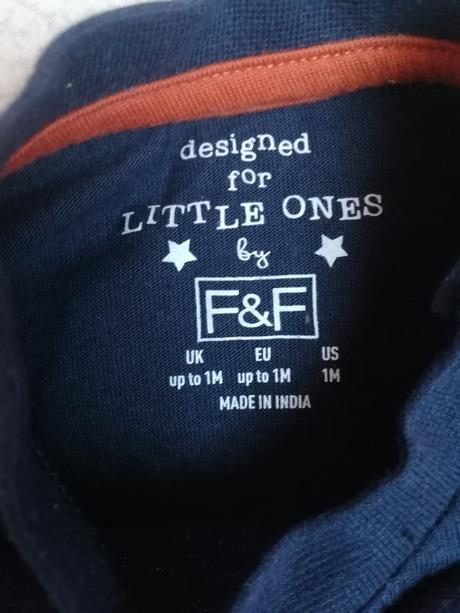 designed
for
LITTLE ONES
by
F&F
UK EU US
up to 1M up to 1M 1M
MADE IN INDIA